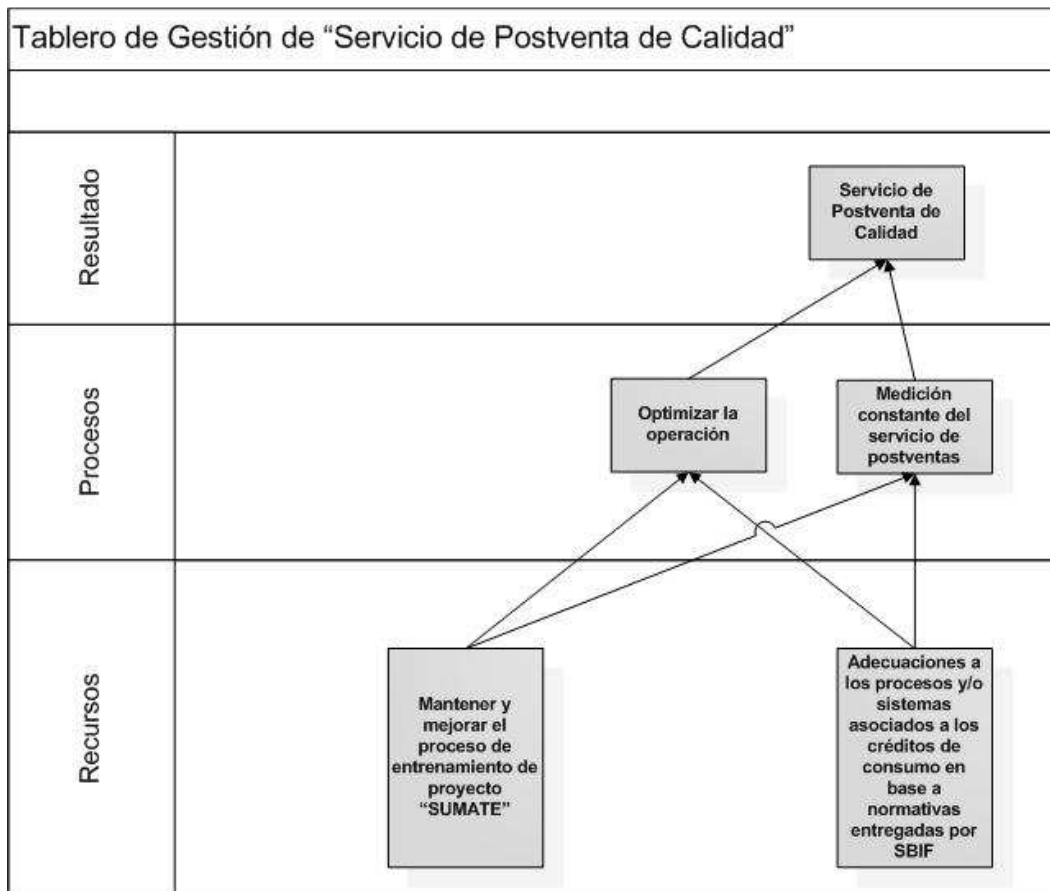 Tablero de Gestión de “Servicio de Postventa de Calidad”
Resultado
Servicio de
Postventa de
Calidad
Procesos
Optimizar la
operación
Medición
constante del
servicio de
postventas
Recursos
Mantener y
mejorar el
proceso de
entrenamiento de
proyecto
“SUMATE”
Adecuaciones a
los procesos y/o
sistemas
asociados a los
créditos de
consumo en
base a
normativas
entregadas por
SBIF